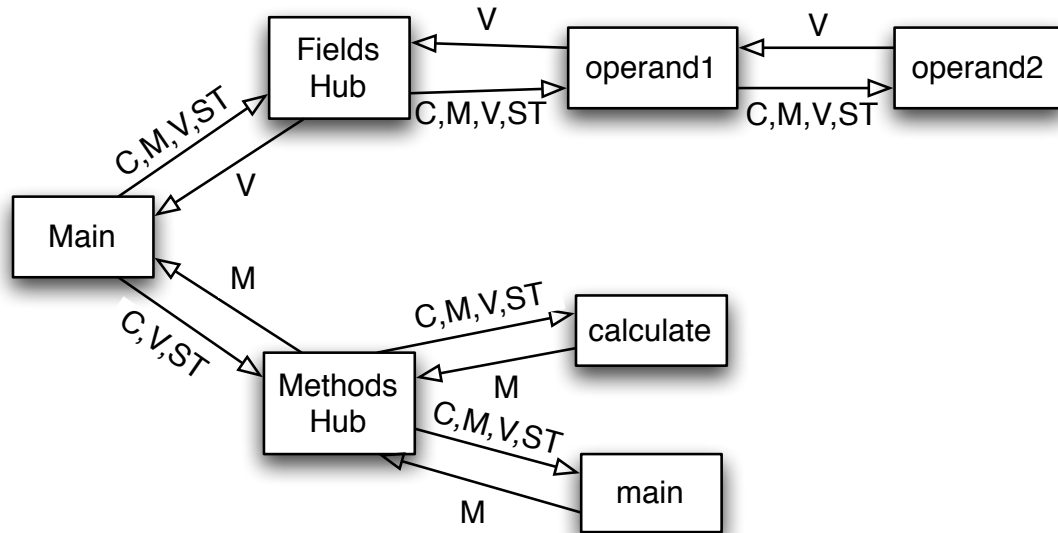 V
V
Fields
Hub
operand1
operand2
C,M,V,ST
C,M,V,ST
C,M,V,ST
V
Main
M
C,V,ST
C,M,V,ST
calculate
M
Methods
Hub
C,M,V,ST
main
M